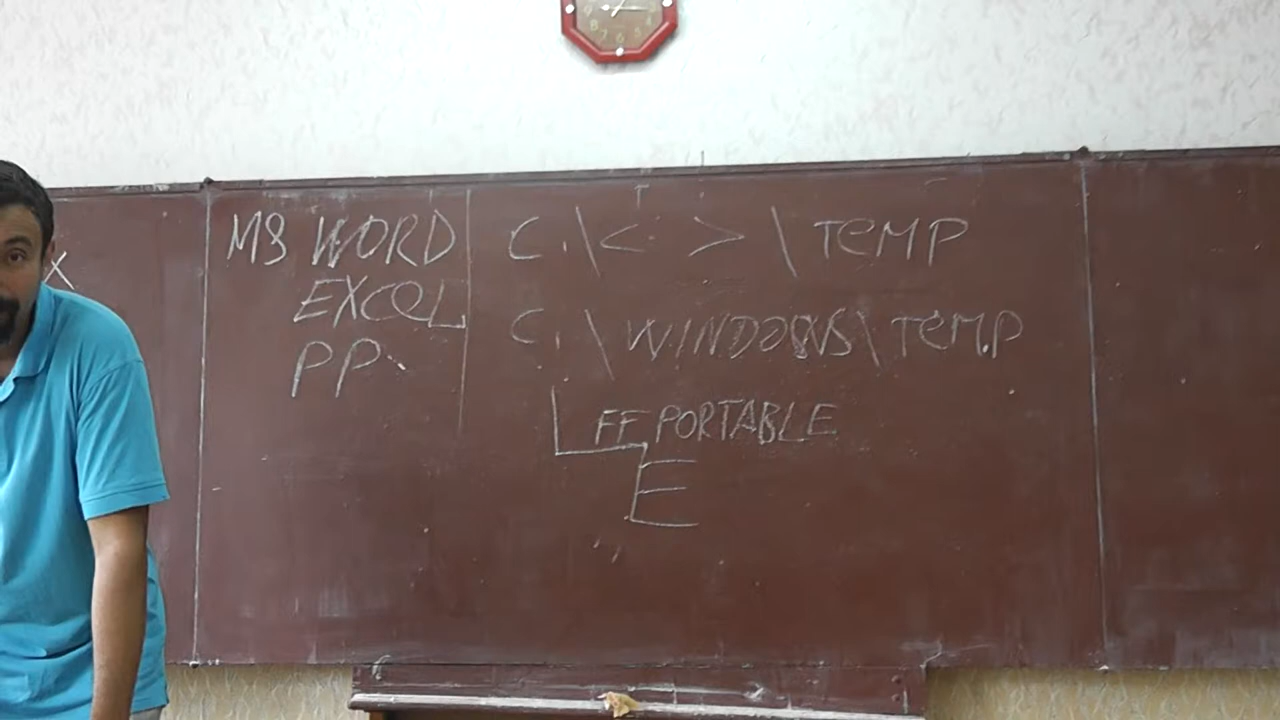 X
MS WORD
EXCEL
PP
C:\< >\TEMP
C:\WINDOWS\TEMP
FF PORTABLE